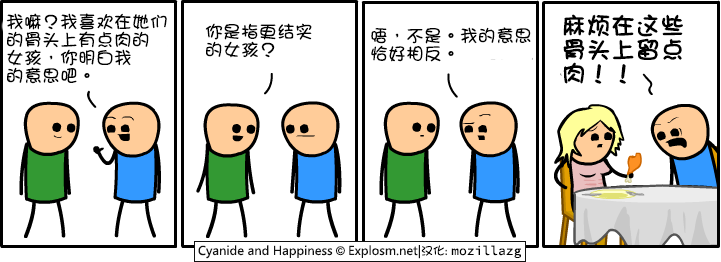 我嘛？我喜欢在她们
的骨头上有点肉的
女孩，你明白我
的意思吧。
你是指更结实
的女孩？
唔，不是。我的意思
恰好相反。
麻烦在这些
骨头上留点
肉！！
Cyanide and Happiness © Explosm.net|汉化: mozillazg